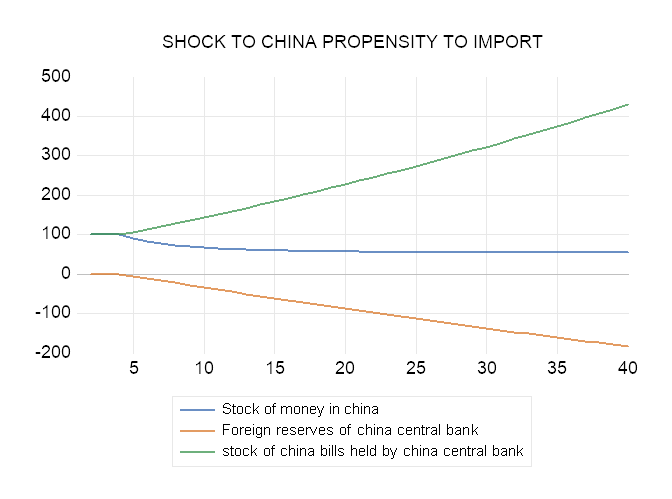 SHOCK TO CHINA PROPENSITY TO IMPORT
500
400
300
200
100
0
-100
-200
5 10 15 20 25 30 35 40
Stock of money in china
Foreign reserves of china central bank
stock of china bills held by china central bank